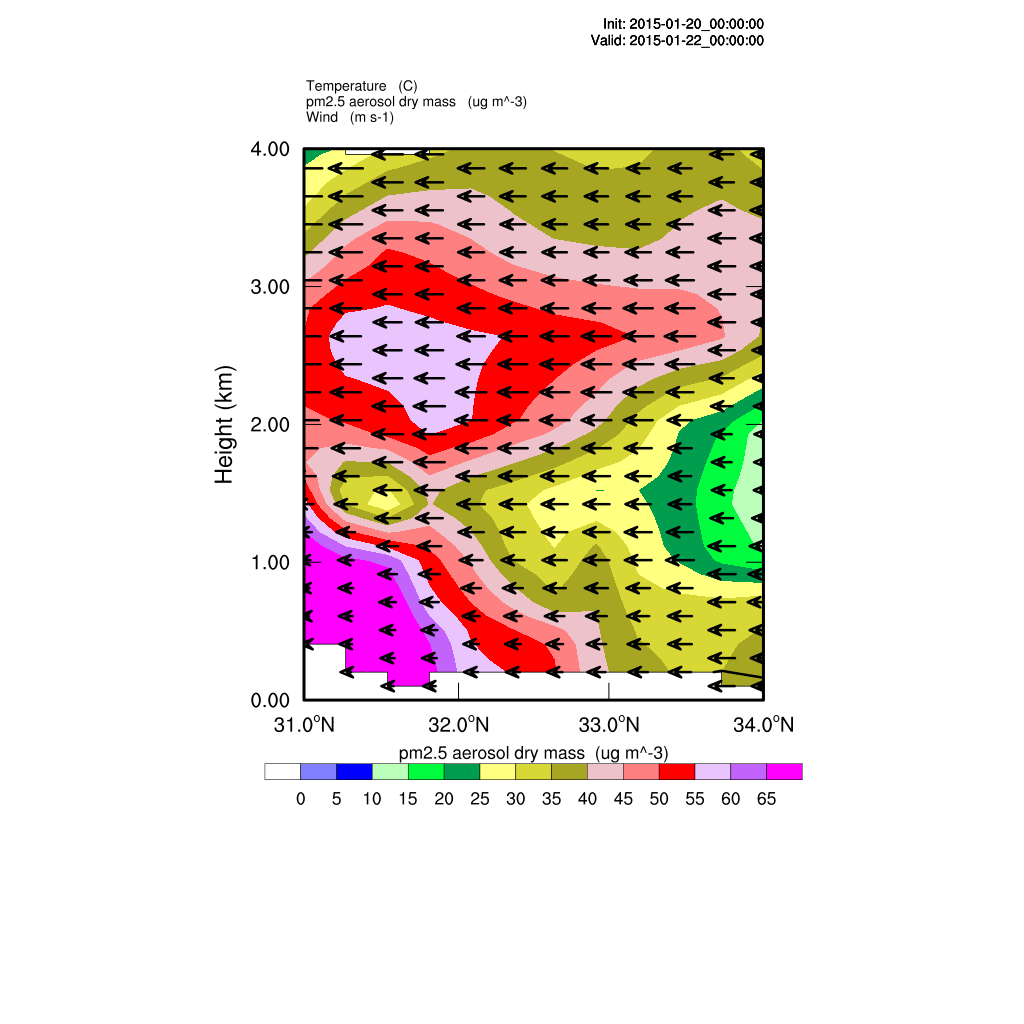 Init: 2015-01-20_00:00:00
Valid: 2015-01-22_00:00:00
Temperature (C)
pm2.5 aerosol dry mass (ug m^-3)
Wind (m s-1)
4.00
3.00
2.00
1.00
0.00
Height (km)
31.0°N 32.0°N 33.0°N 34.0°N
pm2.5 aerosol dry mass (ug m^-3)
0 5 10 15 20 25 30 35 40 45 50 55 60 65